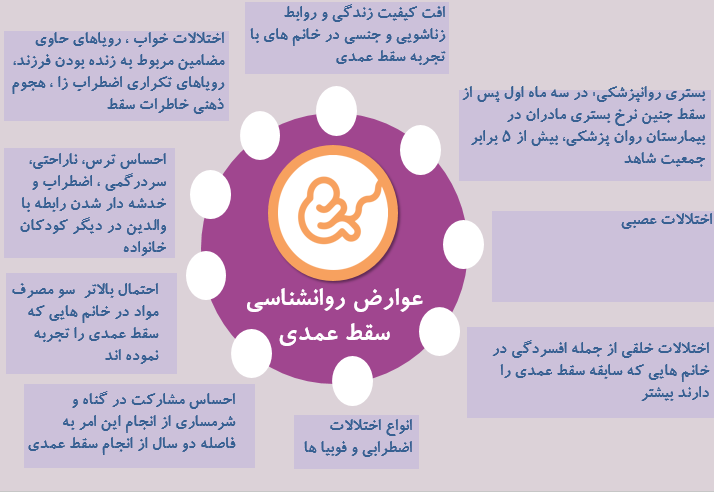 افت کیفیت زندگی و روابط
زناشویی و جنسی در خانم های با
تجربه سقط عمدی
بستری روانپزشکی؛ در سه ماه اول پس از
سقط جنین نرخ بستری مادران در
بیمارستان روان پزشکی، بیش از ۵ برابر
جمعیت شاهد
اختلالات عصبی
اختلالات خلقی از جمله افسردگی در
خانم هایی که سابقه سقط عمدی را
دارند بیشتر
انواع اختلالات
اضطرابی و فوبیا ها
احساس مشارکت در گناه و
شرمساری از انجام این امر به
فاصله دو سال از انجام سقط عمدی
احتمال بالاتر سو مصرف
مواد در خانم هایی که
سقط عمدی را تجربه
نموده اند
احساس ترس، ناراحتی،
سردرگمی ، اضطراب و
خدشه دار شدن رابطه با
والدین در دیگر کودکان
خانواده
اختلالات خواب ، رویاهای حاوی
مضامین مربوط به زنده بودن فرزند،
رویاهای تکراری اضطراب زا ، هجوم
ذهنی خاطرات سقط
عوارض روانشناسی
سقط عمدی